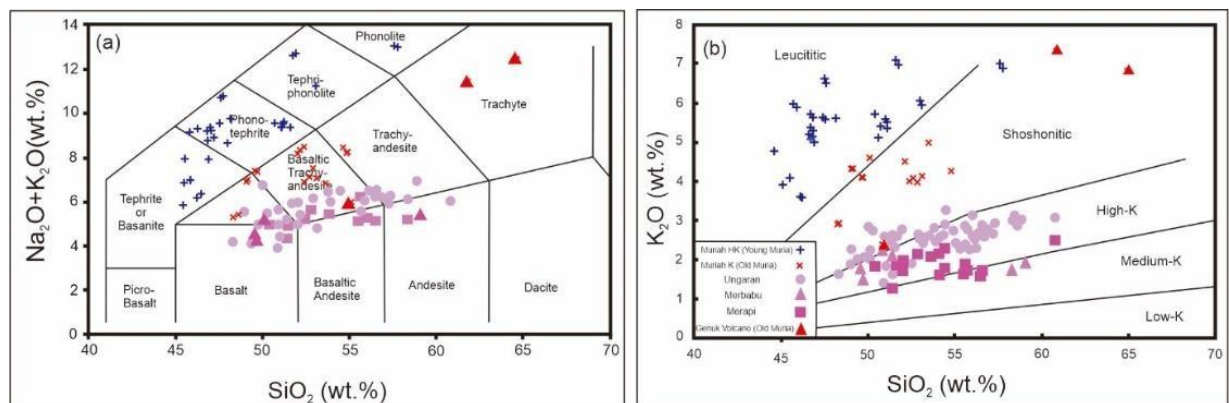 (a)
Na2O+K2O(wt.%)
14
12
10
8
6
4
2
0
Phonolite
Tephri-
phonolite
Trachyte
Phono-
tephrite
Trachy-
andesite
Basaltic
Trachy-
andesite
Tephrite
or
Basanite
Picro-
Basalt
Basalt
Basaltic
Andesite
Andesite
Dacite
41 45 50 55 60 65 70
SiO2 (wt.%)
(b)
K2O (wt.%)
8
7
6
5
4
3
2
1
0
Leucititic
Shoshonitic
High-K
Medium-K
Low-K
Muriah HK (Young Muria)
Muriah K (Old Muria)
Ungaran
Merbabu
Merapi
Genuk Volcano (Old Muria)
40 45 50 55 60 65 70
SiO2 (wt.%)